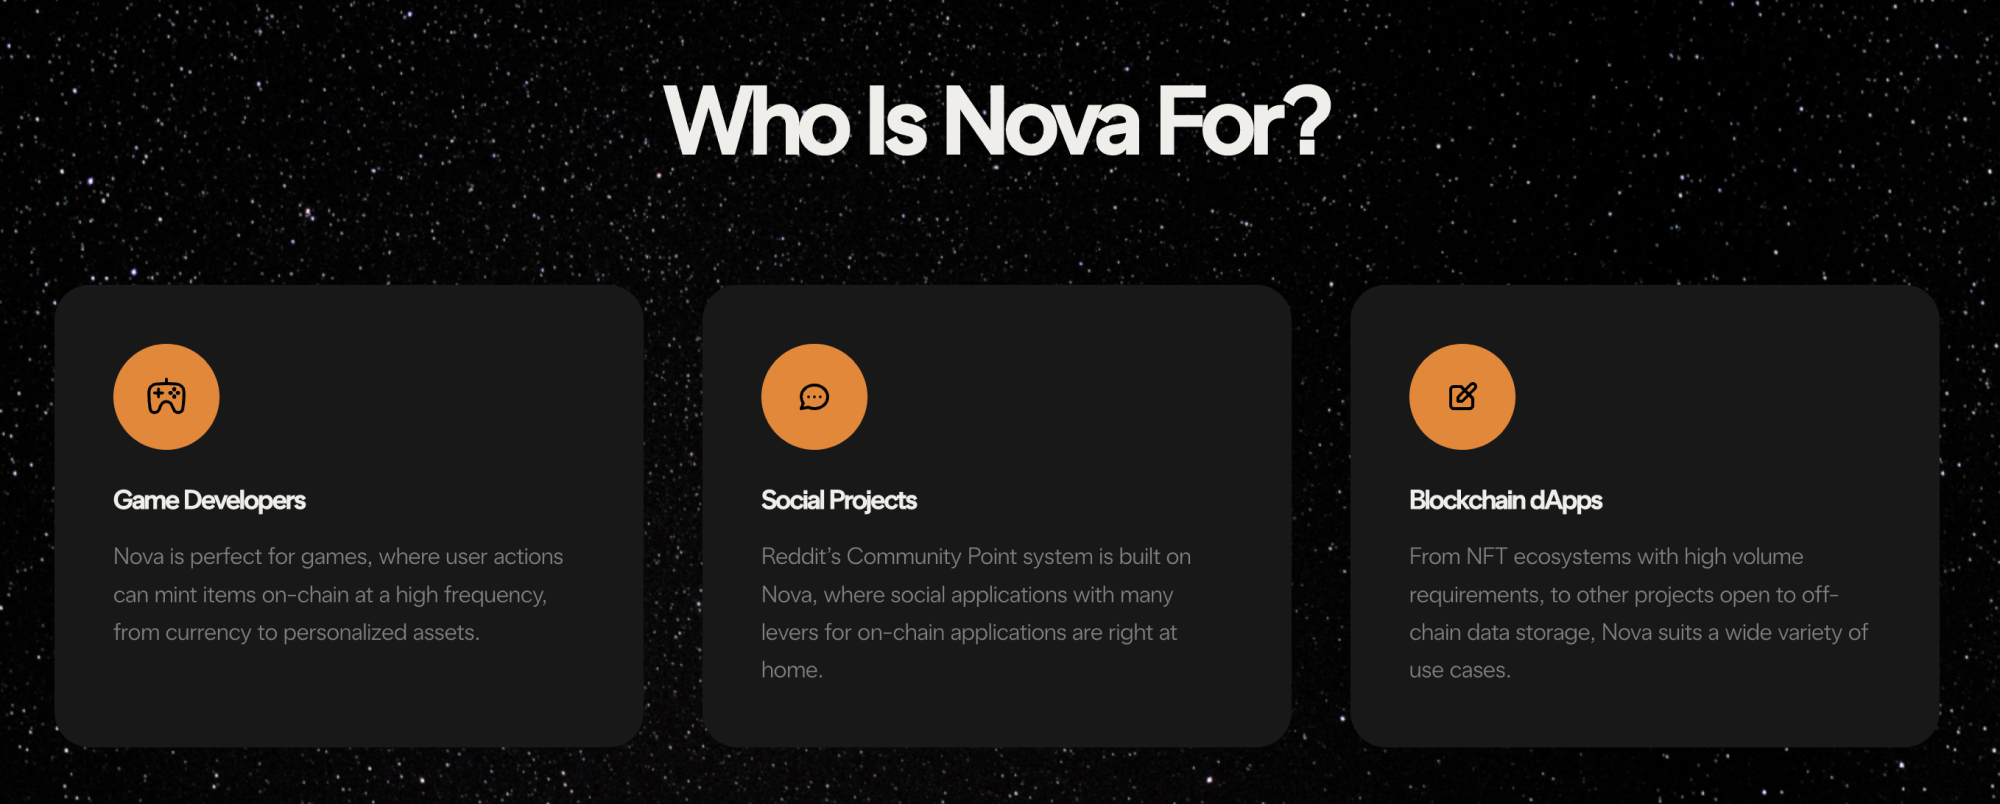 Who Is Nova For?
Game Developers
Nova is perfect for games, where user actions
can mint items on-chain at a high frequency,
from currency to personalized assets.
Social Projects
Reddit’s Community Point system is built on
Nova, where social applications with many
levers for on-chain applications are right at
home.
Blockchain dApps
From NFT ecosystems with high volume
requirements, to other projects open to off-
chain data storage, Nova suits a wide variety of
use cases.